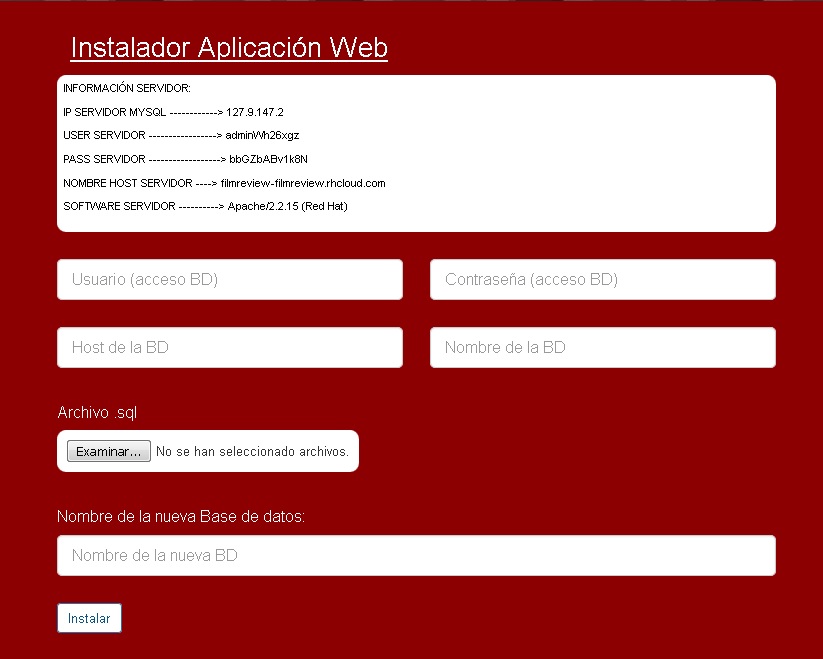 Instalador Aplicación Web
INFORMACIÓN SERVIDOR:
IP SERVIDOR MYSQL ------------> 127.9.147.2
USER SERVIDOR -----------------> adminWh26xgz
PASS SERVIDOR ------------------> bbGZbABv1k8N
NOMBRE HOST SERVIDOR ----> filmreview-filmreview.rhcloud.com
SOFTWARE SERVIDOR ----------> Apache/2.2.15 (Red Hat)
Usuario (acceso BD) Contraseña (acceso BD)
Host de la BD Nombre de la BD
Archivo .sql
Examinar... No se han seleccionado archivos.
Nombre de la nueva Base de datos:
Nombre de la nueva BD
Instalar